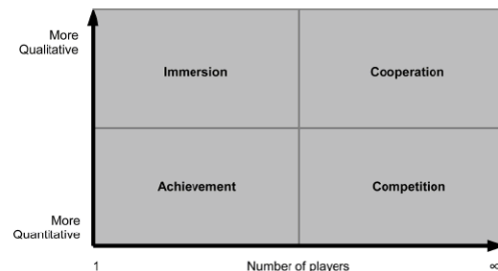 More
Qualitative
Immersion
Cooperation
Achievement
Competition
More
Quantitative
1
Number of players
∞